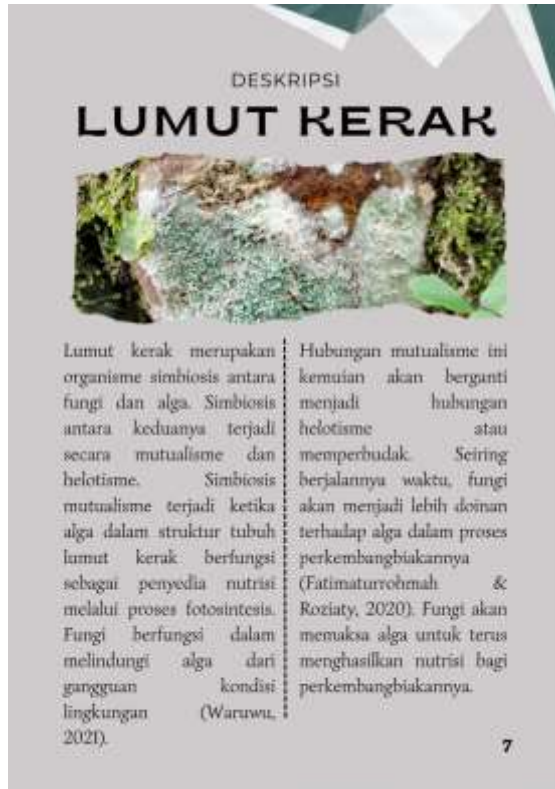 DESKRIPSI
LUMUT KERAK
Lumut kerak merupakan
organisme simbiosis antara
fungi dan alga. Simbiosis
antara keduanya terjadi
secara mutualisme dan
helotisme. Simbiosis
mutualisme terjadi ketika
alga dalam struktur tubuh
lumut kerak berfungsi
sebagai penyedia nutrisi
melalui proses fotosintesis.
Fungi berfungsi dalam
melindungi alga dari
gangguan kondisi
lingkungan (Waruwu,
2021).
Hubungan mutualisme ini
kemuian akan berganti
menjadi hubungan
helotisme atau
memperbudak. Seiring
berjalannya waktu, fungi
akan menjadi lebih doinan
terhadap alga dalam proses
perkembangbiakannya
(Fatimaturrohmah &
Roziaty, 2020). Fungi akan
memaksa alga untuk terus
menghasilkan nutrisi bagi
perkembangbiakannya.
7